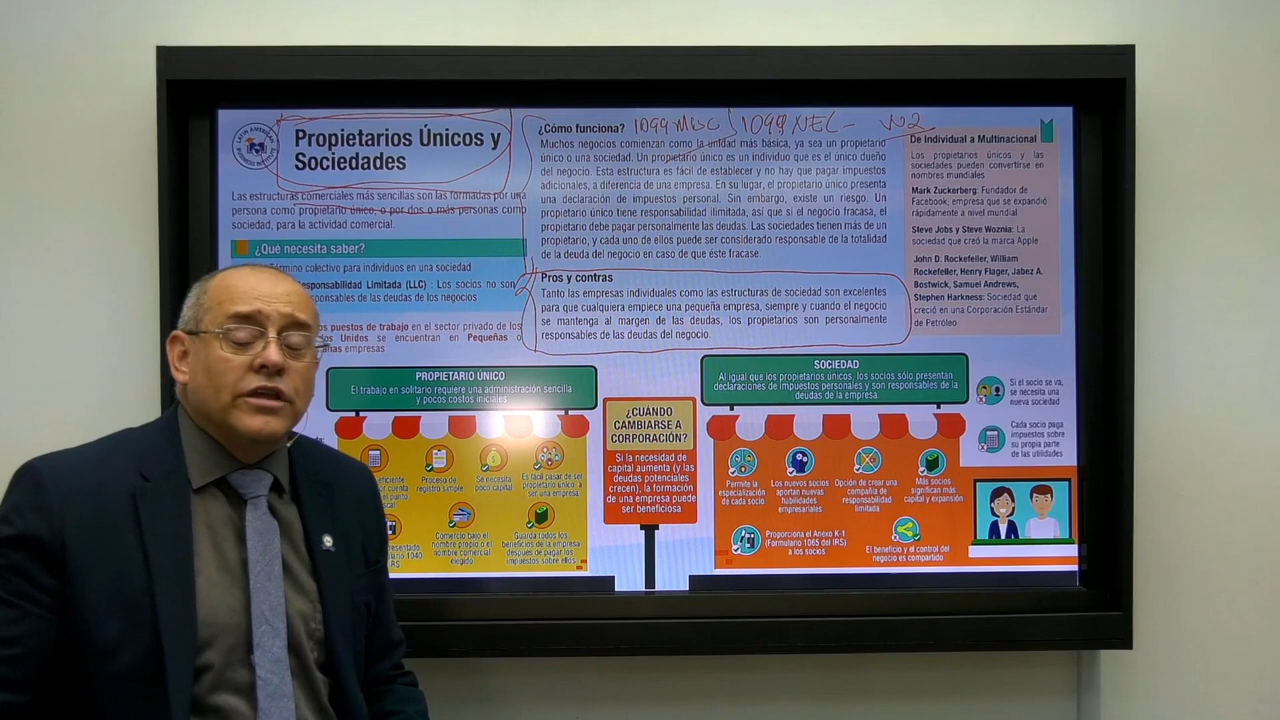 LATIN AMERICAN
BUSINESS INSTITUTE
Propietarios Únicos y
Sociedades
Las estructuras comerciales más sencillas son las formadas por una
persona como propietario único, o por dos o más personas como
sociedad, para la actividad comercial.
¿Qué necesita saber?
Término colectivo para individuos en una sociedad
Responsabilidad Limitada (LLC) : Los socios no son
responsables de las deudas de los negocios
puestos de trabajo en el sector privado de los
Unidos se encuentran en Pequeñas o
empresas
¿Cómo funciona? 1099 MISC 1099 NEC - W2
Muchos negocios comienzan como la unidad más básica, ya sea un propietario
único o una sociedad. Un propietario único es un individuo que es el único dueño
del negocio. Esta estructura es fácil de establecer y no hay que pagar impuestos
adicionales, a diferencia de una empresa. En su lugar, el propietario único presenta
una declaración de impuestos personal. Sin embargo, existe un riesgo. Un
propietario único tiene responsabilidad ilimitada, así que si el negocio fracasa, el
propietario debe pagar personalmente las deudas. Las sociedades tienen más de un
propietario, y cada uno de ellos puede ser considerado responsable de la totalidad
de la deuda del negocio en caso de que éste fracase.
Pros y contras
Tanto las empresas individuales como las estructuras de sociedad son excelentes
para que cualquiera empiece una pequeña empresa, siempre y cuando el negocio
se mantenga al margen de las deudas, los propietarios son personalmente
responsables de las deudas del negocio.
De Individual a Multinacional
Los propietarios únicos y las
sociedades pueden convertirse en
nombres mundiales
Mark Zuckerberg: Fundador de
Facebook, empresa que se expandió
rápidamente a nivel mundial
Steve Jobs y Steve Woznia: La
sociedad que creó la marca Apple
John D. Rockefeller, William
Rockefeller, Henry Flager, Jabez A.
Bostwick, Samuel Andrews,
Stephen Harkness: Sociedad que
creció en una Corporación Estándar
de Petróleo
PROPIETARIO ÚNICO
El trabajo en solitario requiere una administración sencilla
y pocos costos iniciales
eficiente
cuenta
punto
Proceso de
registro simple
Se necesita
poco capital
Es fácil pasar de ser
propietario único a
ser una empresa
1040
IRS
Comercio bajo el
nombre propio o el
nombre comercial
elegido
Guarda todos los
beneficios de la empresa
después de pagar los
impuestos sobre ellos
¿CUÁNDO
CAMBIARSE A
CORPORACIÓN?
Si la necesidad de
capital aumenta (y las
deudas potenciales
crecen), la formación
de una empresa puede
ser beneficiosa
SOCIEDAD
Al igual que los propietarios únicos, los socios sólo presentan
declaraciones de impuestos personales y son responsables de la
deudas de la empresa.
Permite la
especialización
de cada socio
Los nuevos socios
aportan nuevas
habilidades
empresariales
Opción de crear una
compañía de
responsabilidad
limitada
Más socios
significan más
capital y expansión
Proporciona el Anexo K-1
(Formulario 1065 del IRS)
a los socios
El beneficio y el control del
negocio es compartido
Si el socio se va,
se necesita una
nueva sociedad
Cada socio paga
impuestos sobre
su propia parte
de las utilidades